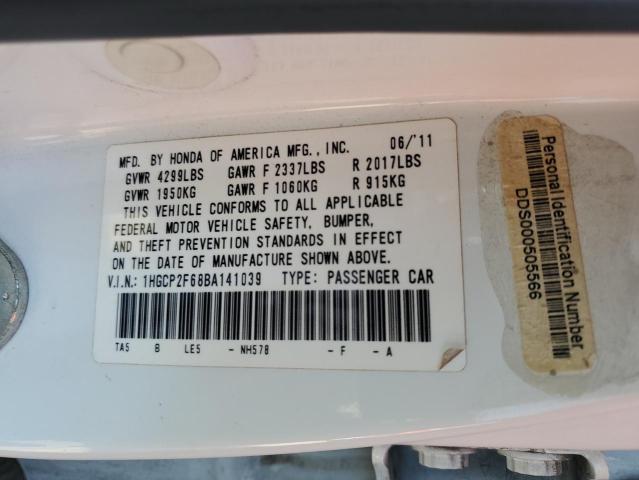 MFD. BY HONDA OF AMERICA MFG., INC. 06/'11
GVWR 4299LBS GAWR F 2337LBS R 2017LBS
GVWR 1950KG GAWR F 1060KG R 915KG
THIS VEHICLE CONFORMS TO ALL APPLICABLE
FEDERAL MOTOR VEHICLE SAFETY, BUMPER,
AND THEFT PREVENTION STANDARDS IN EFFECT
ON THE DATE OF MANUFACTURE SHOWN ABOVE.
V.I.N.: 1HGCP2F68BA141039 TYPE: PASSENGER CAR
TA5 B LE5 -NH578 -F -A
Personal Identification Number
DDS000505566